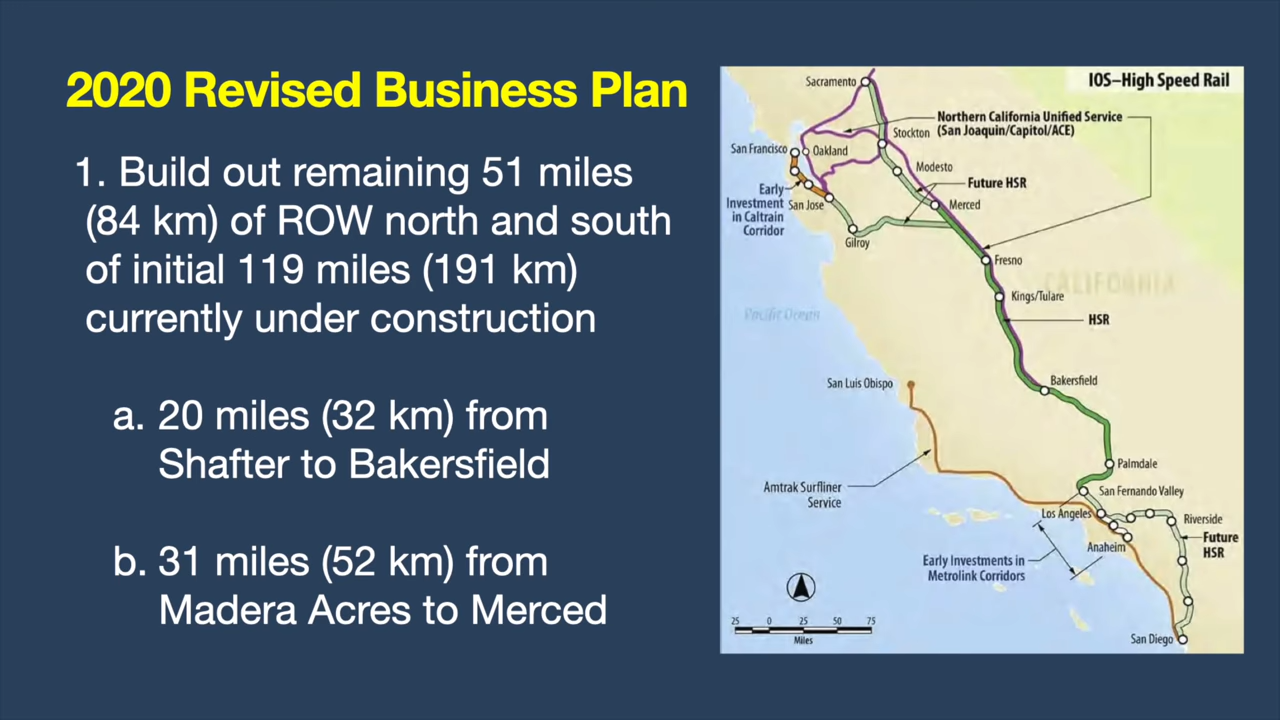 2020 Revised Business Plan
1. Build out remaining 51 miles
(84 km) of ROW north and south
of initial 119 miles (191 km)
currently under construction
a. 20 miles (32 km) from
Shafter to Bakersfield
b. 31 miles (52 km) from
Madera Acres to Merced
IOS–High Speed Rail
Sacramento
Northern California Unified Service
(San Joaquin/Capitol/ACE)
Stockton
San Francisco
Oakland
Modesto
Future HSR
Early
Investment
in Caltrain
Corridor
San Jose
Merced
Gilroy
Fresno
CALIFORNIA
Kings/Tulare
Pacific Ocean
HSR
San Luis Obispo
Bakersfield
Palmdale
Amtrak Surfliner
Service
San Fernando Valley
Los Angeles
Riverside
Future
HSR
Anaheim
Early Investments in
Metrolink Corridors
25 0 25 50 75
Miles
San Diego